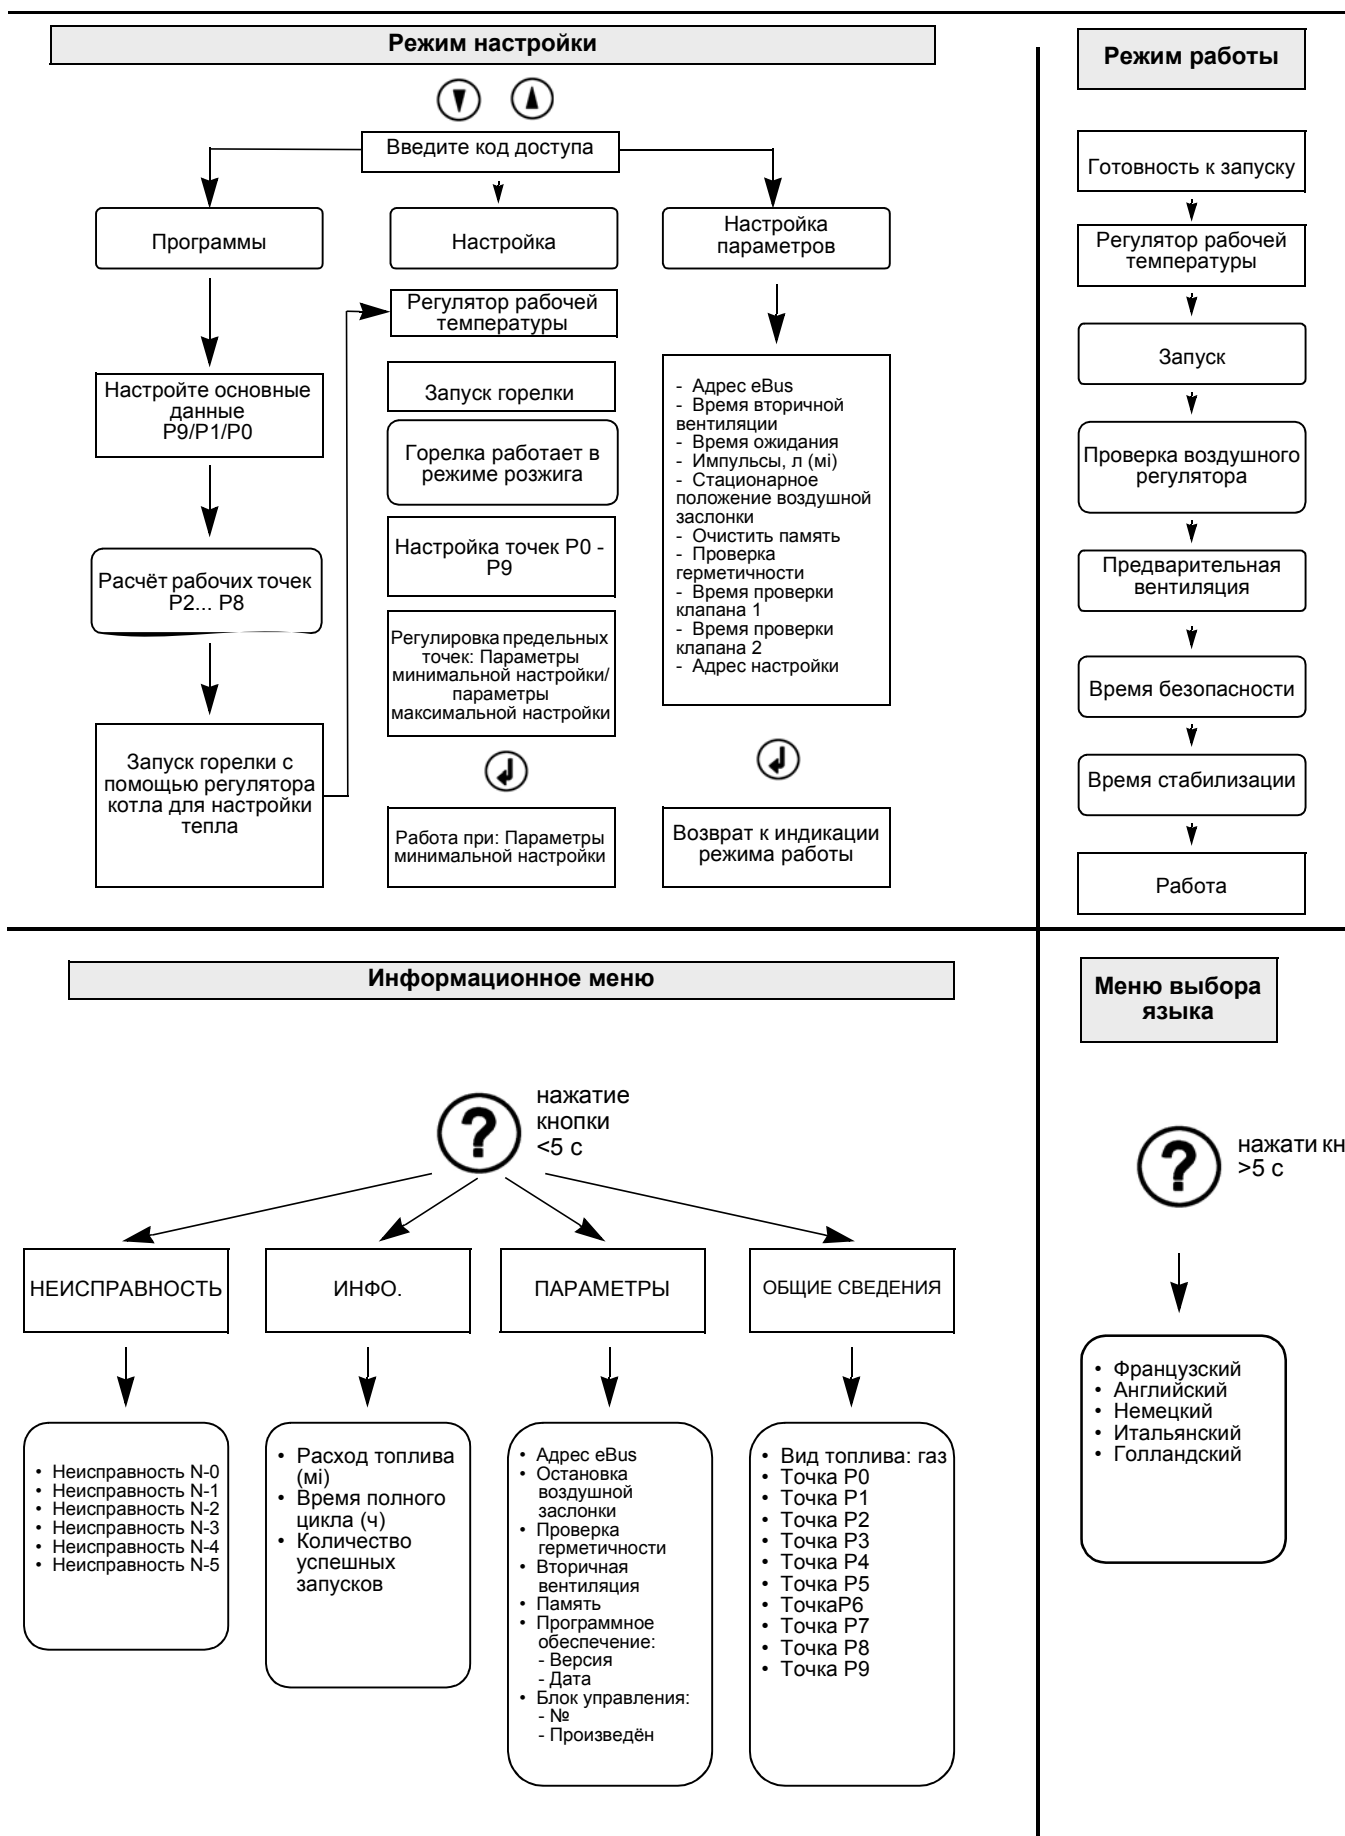 Режим настройки
Введите код доступа
Программы
Настройте основные
данные
P9/P1/P0
Расчёт рабочих точек
P2... P8
Запуск горелки с
помощью регулятора
котла для настройки
тепла
Настройка
Регулятор рабочей
температуры
Запуск горелки
Горелка работает в
режиме розжига
Настройка точек P0 -
P9
Регулировка предельных
точек: Параметры
минимальной настройки/
параметры
максимальной настройки
Работа при: Параметры
минимальной настройки
Настройка
параметров
- Адрес eBus
- Время вторичной
вентиляции
- Время ожидания
- Импульсы, л (мі)
- Стационарное
положение воздушной
заслонки
- Очистить память
- Проверка
герметичности
- Время проверки
клапана 1
- Время проверки
клапана 2
- Адрес настройки
Возврат к индикации
режима работы
Режим работы
Готовность к запуску
Регулятор рабочей
температуры
Запуск
Проверка воздушного
регулятора
Предварительная
вентиляция
Время безопасности
Время стабилизации
Работа
Информационное меню
?
нажатие
кнопки
<5 с
НЕИСПРАВНОСТЬ
• Неисправность N-0
• Неисправность N-1
• Неисправность N-2
• Неисправность N-3
• Неисправность N-4
• Неисправность N-5
ИНФО.
• Расход топлива
(мі)
• Время полного
цикла (ч)
• Количество
успешных
запусков
ПАРАМЕТРЫ
• Адрес eBus
• Остановка
воздушной
заслонки
• Проверка
герметичности
• Вторичная
вентиляция
• Память
• Программное
обеспечение:
- Версия
- Дата
• Блок управления:
- №
- Произведён
ОБЩИЕ СВЕДЕНИЯ
• Вид топлива: газ
• Точка P0
• Точка P1
• Точка P2
• Точка P3
• Точка P4
• Точка P5
• ТочкаP6
• Точка P7
• Точка P8
• Точка P9
Меню выбора
языка
?
нажати кн
>5 с
• Французский
• Английский
• Немецкий
• Итальянский
• Голландский